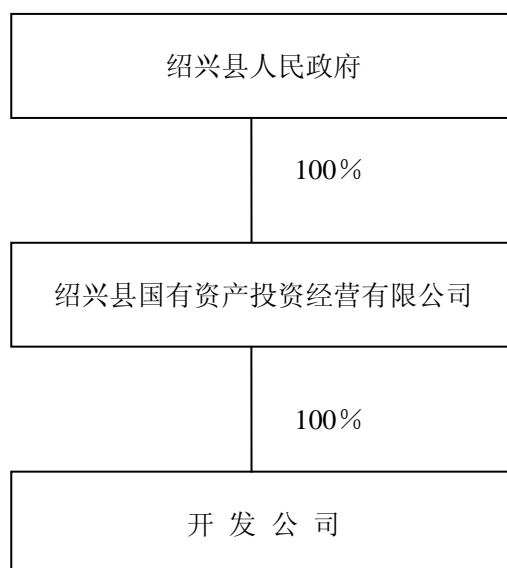 绍兴县人民政府
100％
绍兴县国有资产投资经营有限公司
100％
开 发 公 司